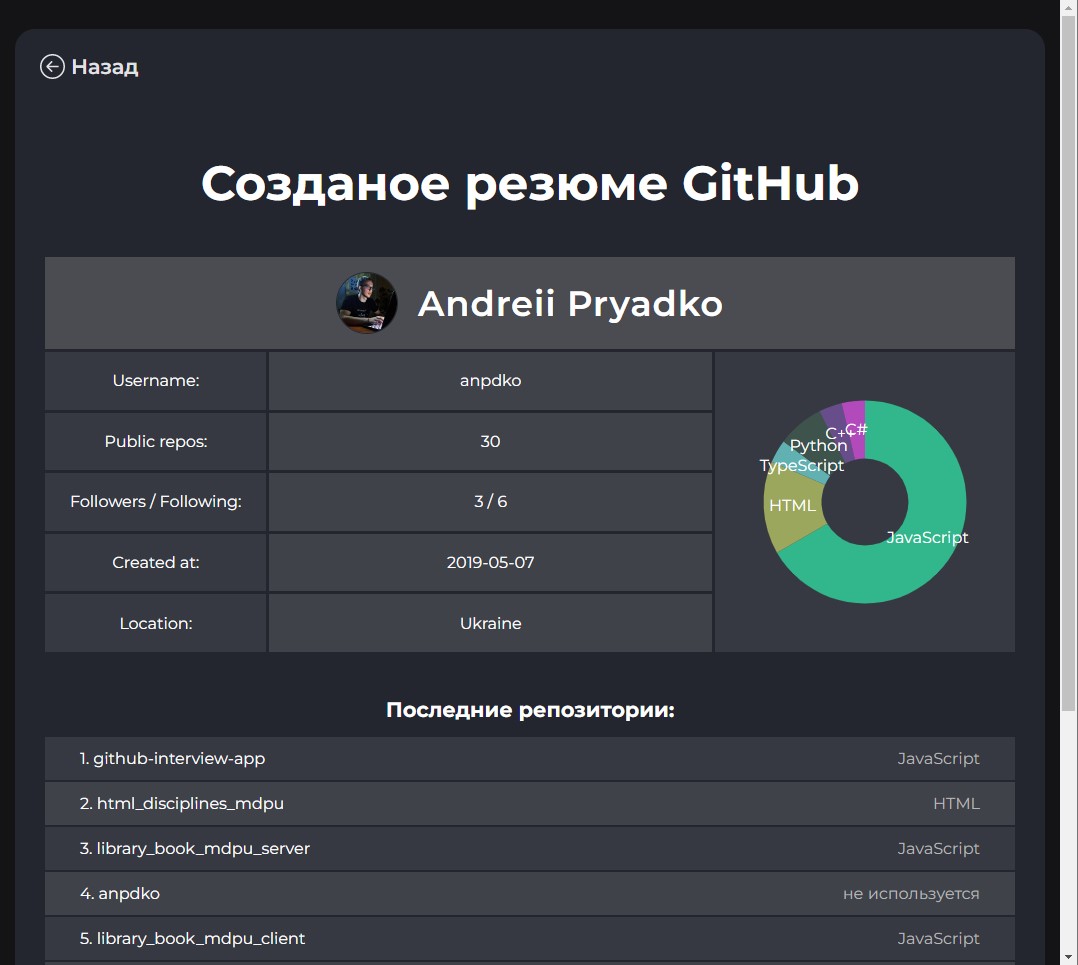 Назад
Созданое резюме GitHub
Andreii Pryadko
Username: anpdko
Public repos: 30
Followers / Following: 3 / 6
Created at: 2019-05-07
Location: Ukraine
C#
C++
Python
TypeScript
HTML
JavaScript
Последние репозитории:
1. github-interview-app JavaScript
2. html_disciplines_mdpu HTML
3. library_book_mdpu_server JavaScript
4. anpdko не используется
5. library_book_mdpu_client JavaScript